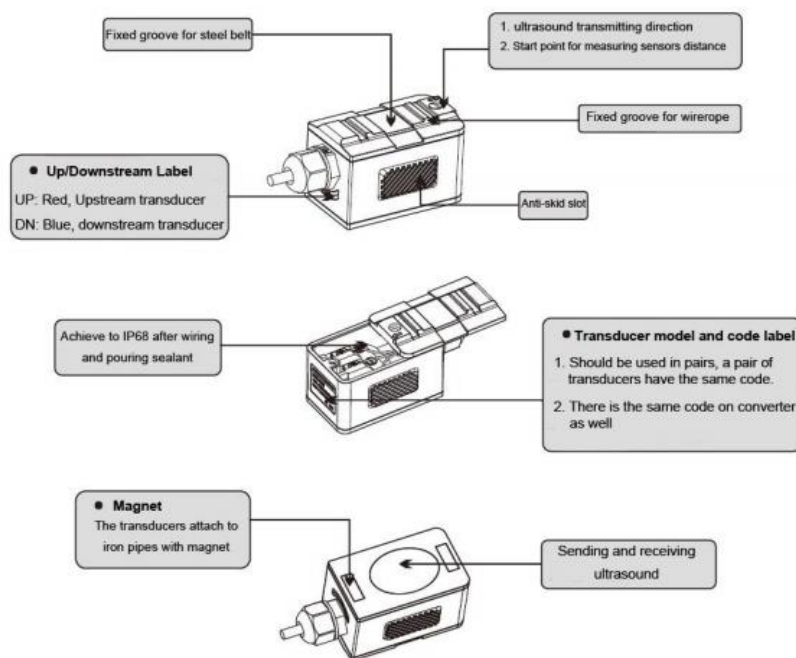 Fixed groove for steel belt
1. ultrasound transmitting direction
2. Start point for measuring sensors distance
Fixed groove for wirerope
● Up/Downstream Label
UP: Red, Upstream transducer
DN: Blue, downstream transducer
Anti-skid slot
Achieve to IP68 after wiring
and pouring sealant
● Transducer model and code label
1. Should be used in pairs, a pair of
transducers have the same code.
2. There is the same code on converter
as well
● Magnet
The transducers attach to
iron pipes with magnet
Sending and receiving
ultrasound